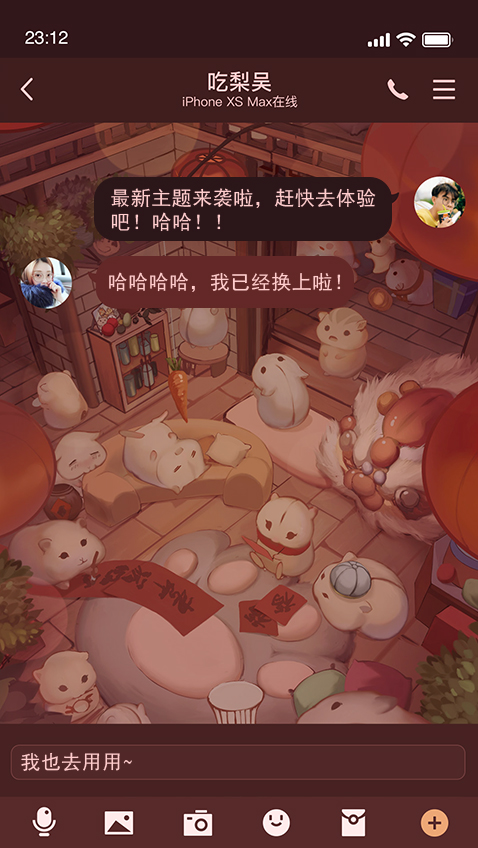 23:12
吃梨吴
iPhone XS Max在线
最新主题来袭啦，赶快去体验
吧！哈哈！！
哈哈哈哈，我已经换上啦！
我也去用用~